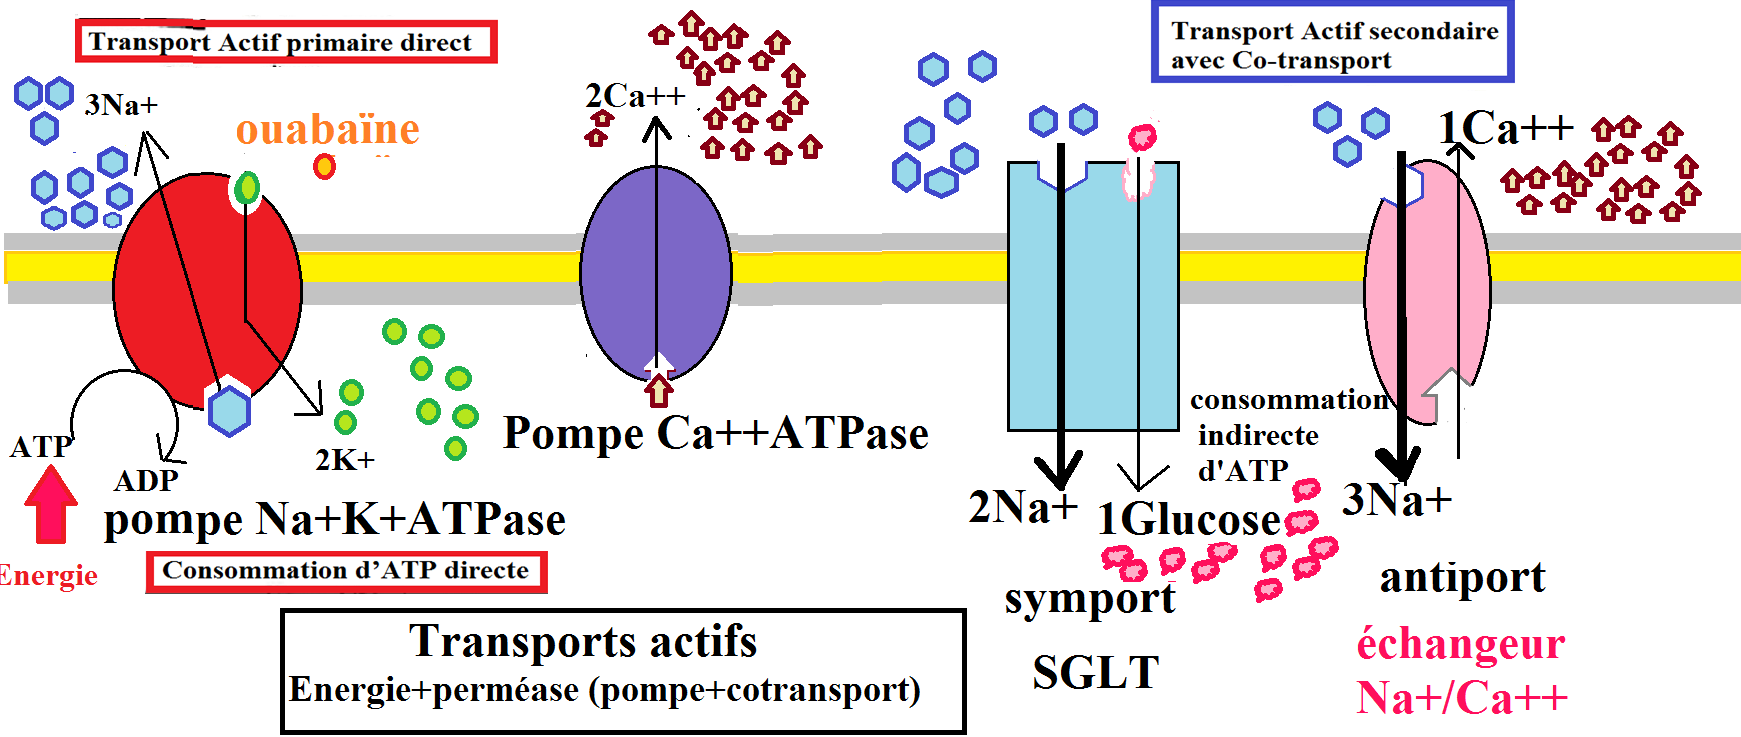 Transport Actif primaire direct
Transport Actif secondaire
avec Co-transport
3Na+
ouabaïne
2Ca++
1Ca++
ATP
ADP
2K+
Energie
pompe Na+K+ATPase
Consommation d’ATP directe
Pompe Ca++ATPase
consommation
indirecte
d'ATP
2Na+
1Glucose
3Na+
symport
SGLT
antiport
échangeur
Na+/Ca++
Transports actifs
Energie+perméase (pompe+cotransport)